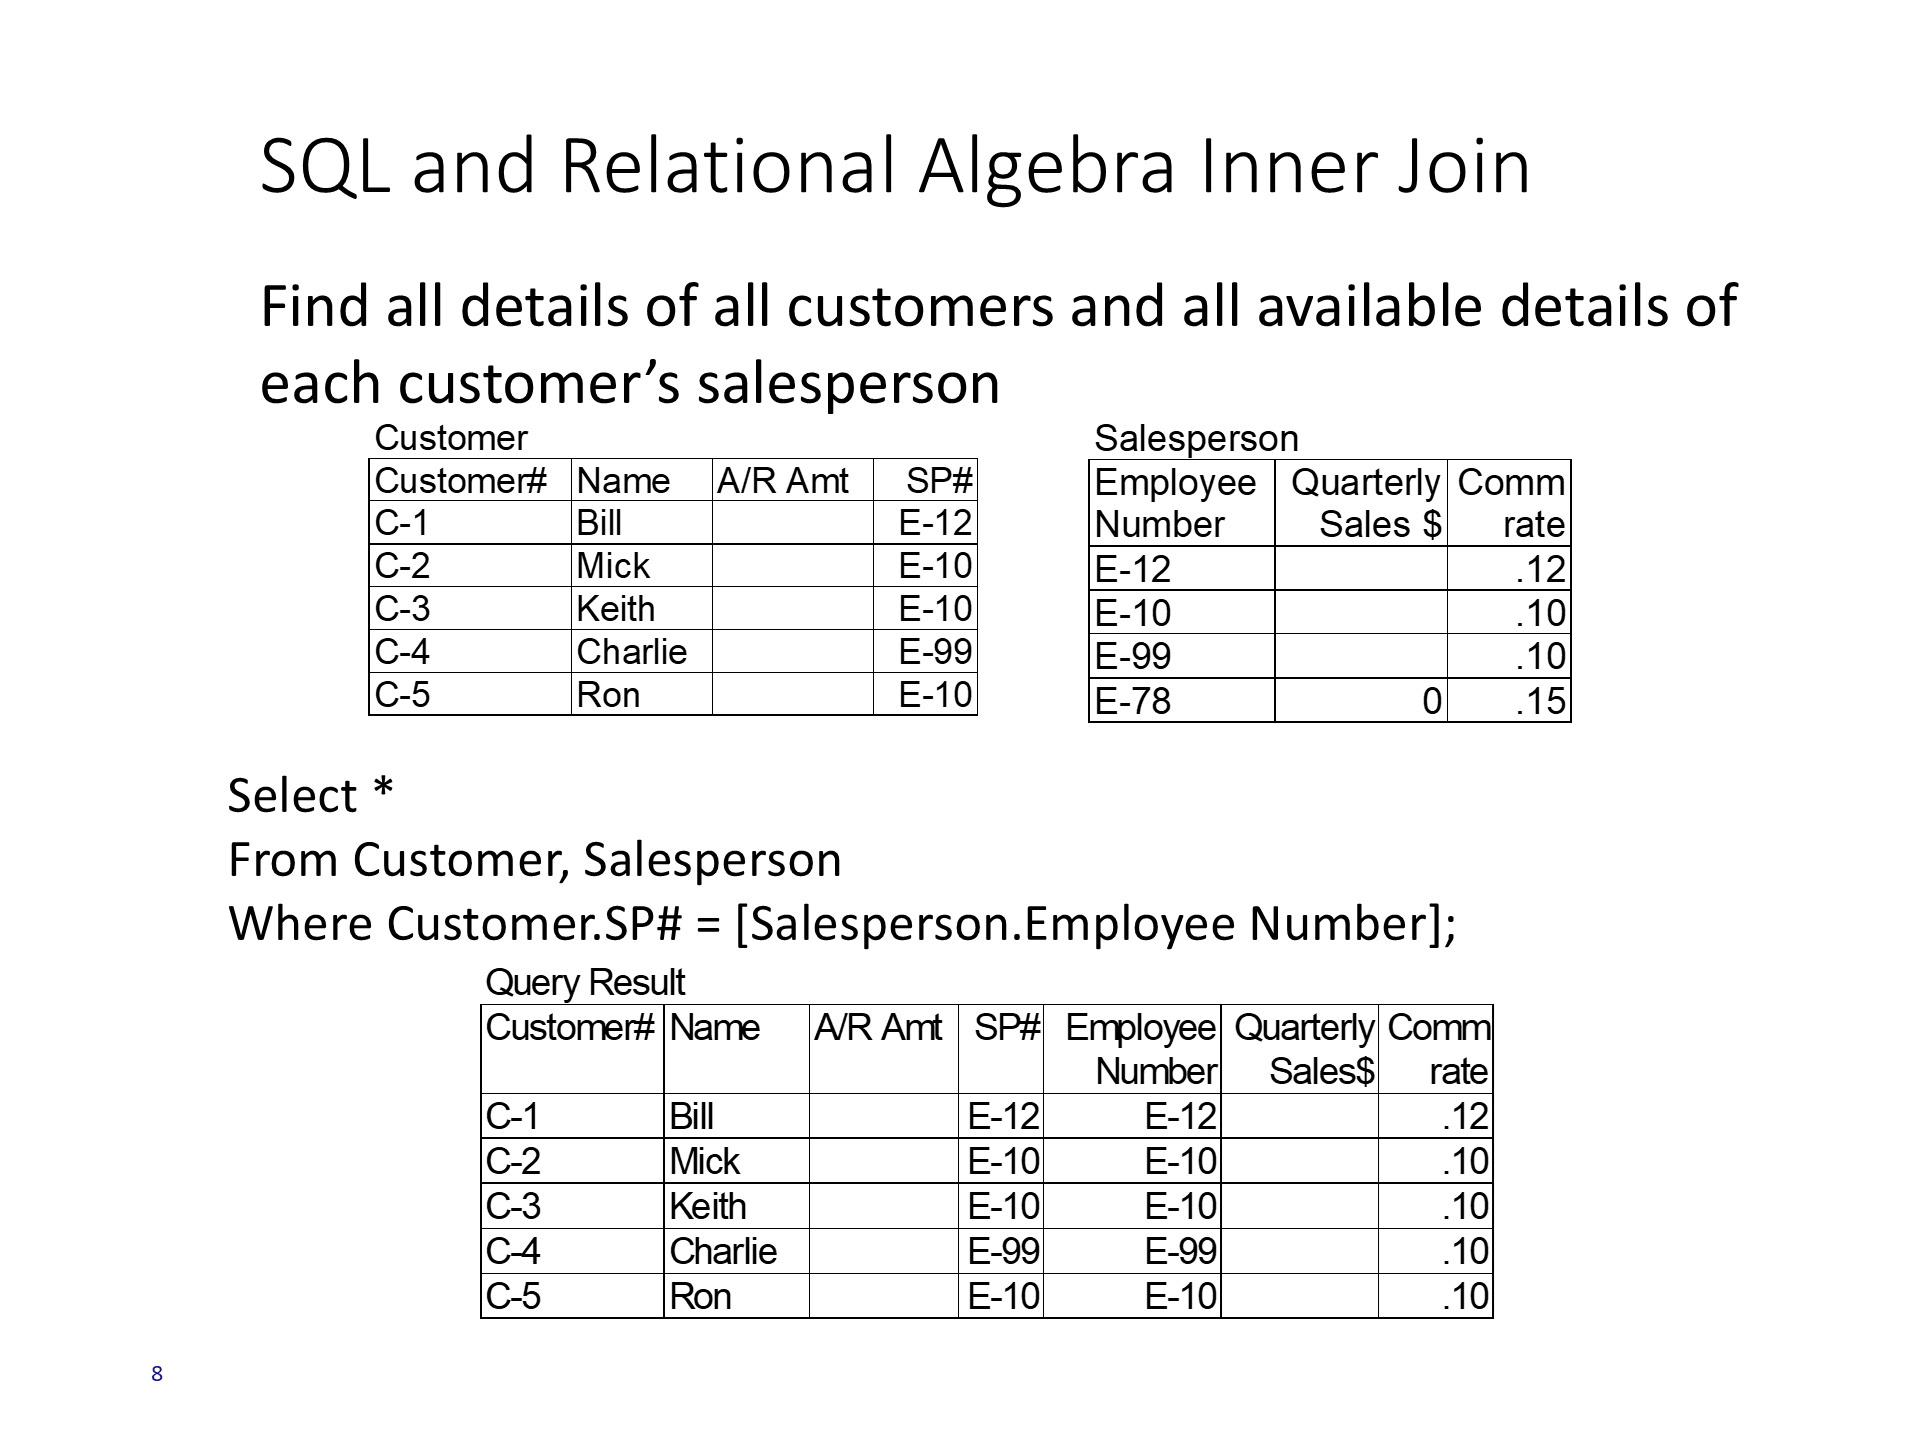 SQL and Relational Algebra Inner Join
Find all details of all customers and all available details of
each customer’s salesperson
Customer
Customer# Name A/R Amt SP#
C-1 Bill E-12
C-2 Mick E-10
C-3 Keith E-10
C-4 Charlie E-99
C-5 Ron E-10
Salesperson
Employee Quarterly Comm
Number Sales $ rate
E-12 .12
E-10 .10
E-99 .10
E-78 0 .15
Select *
From Customer, Salesperson
Where Customer.SP# = [Salesperson.Employee Number];
Query Result
Customer# Name A/R Amt SP# Employee Quarterly Comm
Number Sales$ rate
C-1 Bill E-12 E-12 .12
C-2 Mick E-10 E-10 .10
C-3 Keith E-10 E-10 .10
C-4 Charlie E-99 E-99 .10
C-5 Ron E-10 E-10 .10
8